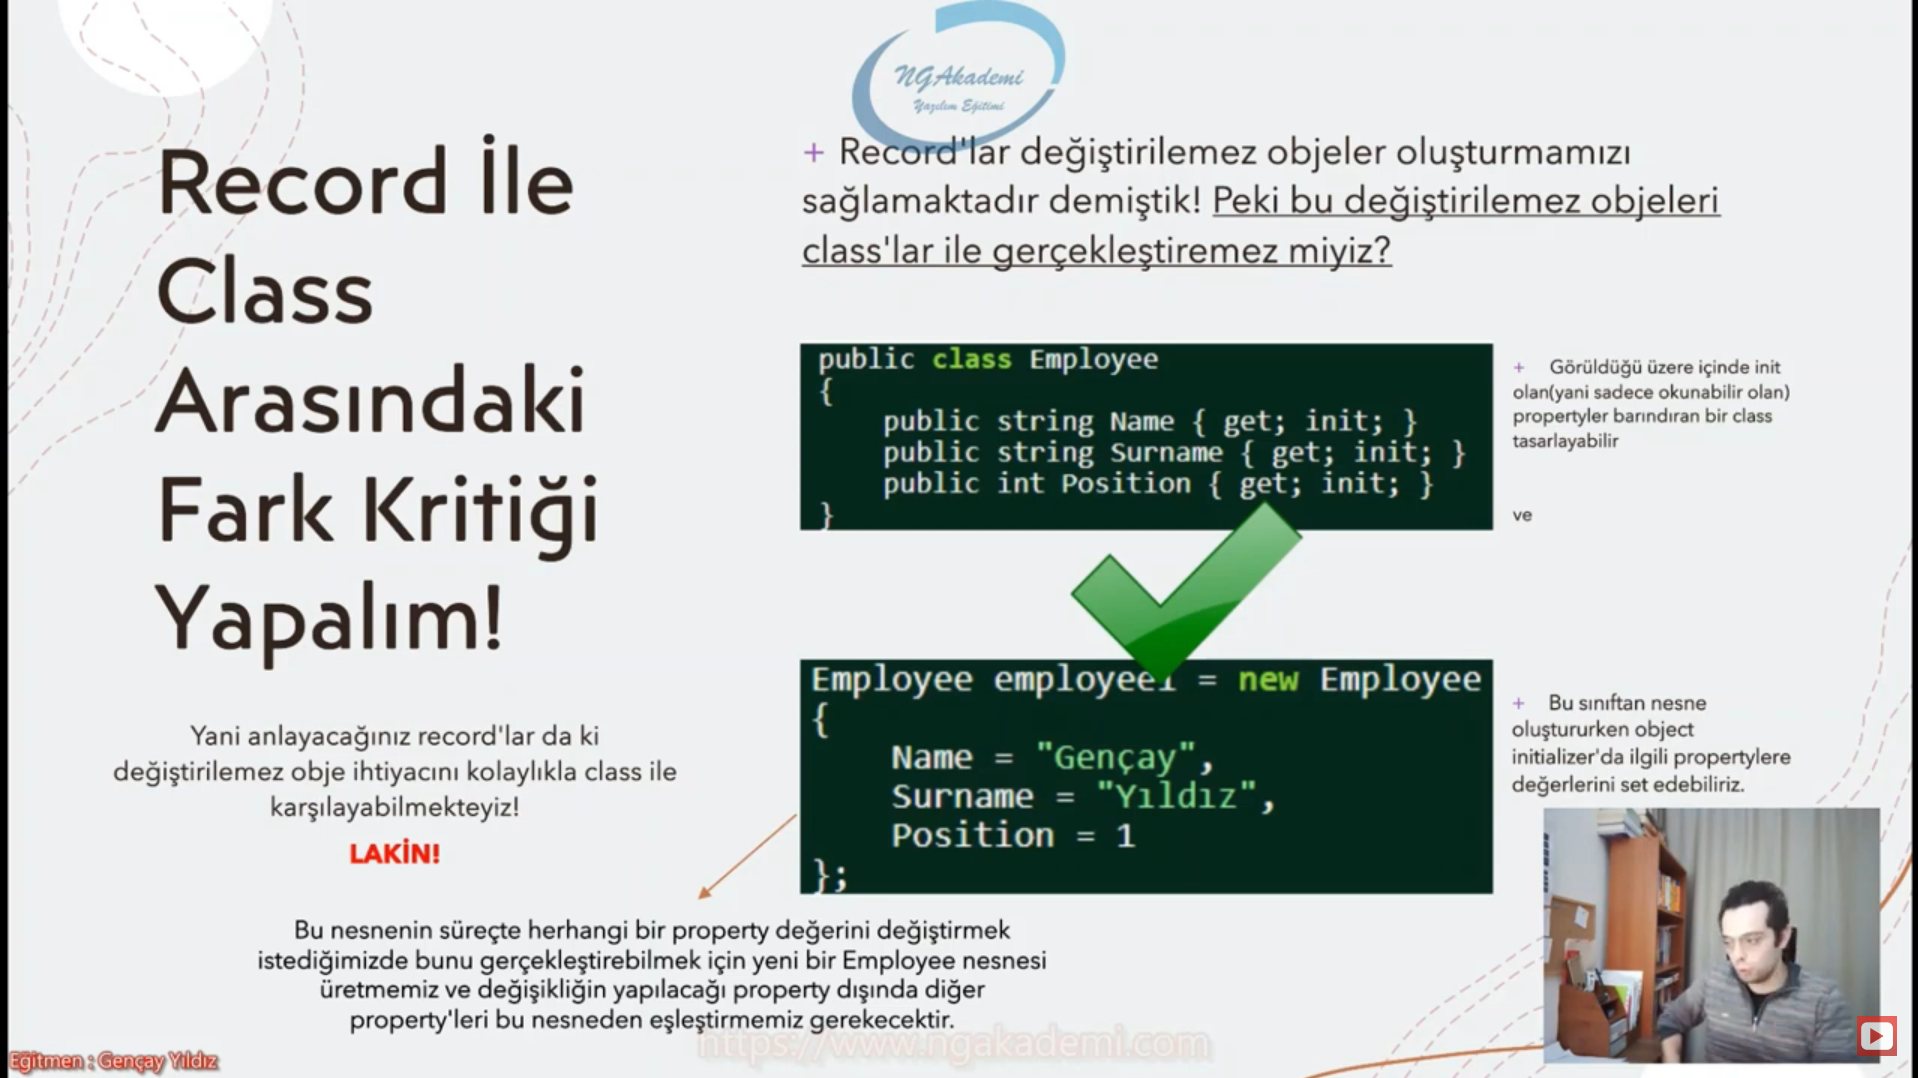 NGAkademi
Yazılım Eğitimi
Record İle
Class
Arasındaki
Fark Kritiği
Yapalım!
Yani anlayacağınız record'lar da ki
değiştirilemez obje ihtiyacını kolaylıkla class ile
karşılayabilmekteyiz!
LAKİN!
+ Record'lar değiştirilemez objeler oluşturmamızı
sağlamaktadır demiştik! Peki bu değiştirilemez objeleri
class'lar ile gerçekleştiremez miyiz?
public class Employee
{
public string Name { get; init; }
public string Surname { get; init; }
public int Position { get; init; }
}
+ Görüldüğü üzere içinde init
olan(yani sadece okunabilir olan)
propertyler barındıran bir class
tasarlayabilir
ve
Employee employee1 = new Employee
{
Name = "Gençay",
Surname = "Yıldız",
Position = 1
};
+ Bu sınıftan nesne
oluştururken object
initializer'da ilgili propertylere
değerlerini set edebiliriz.
Bu nesnenin süreçte herhangi bir property değerini değiştirmek
istediğimizde bunu gerçekleştirebilmek için yeni bir Employee nesnesi
üretmemiz ve değişikliğin yapılacağı property dışında diğer
property'leri bu nesneden eşleştirmemiz gerekecektir.
https://www.ngakademi.com
Eğitmen : Gençay Yıldız